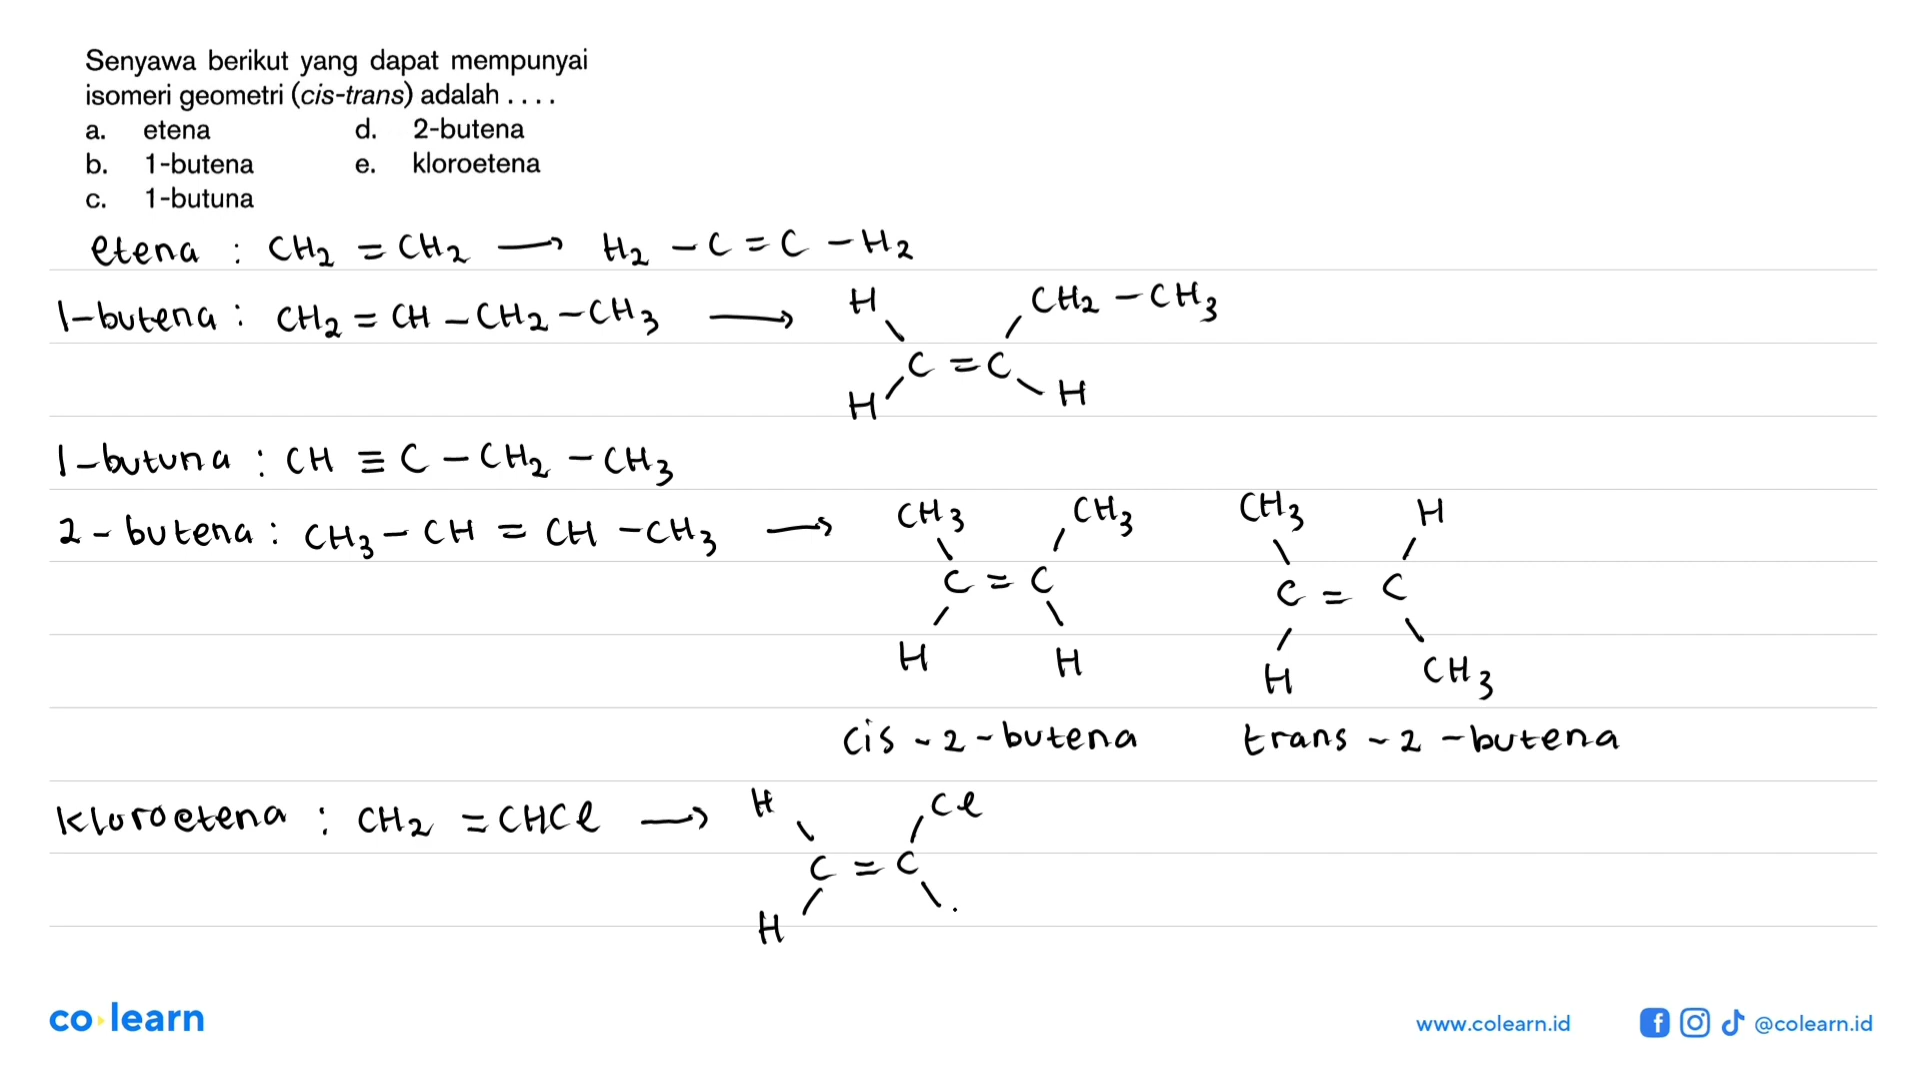 Senyawa berikut yang dapat mempunyai
isomeri geometri (cis-trans) adalah . . . .
a. etena d. 2-butena
b. 1-butena e. kloroetena
c. 1-butuna
etena : CH2 = CH2 → H2 - C = C - H2
1-butena : CH2 = CH - CH2 - CH3 →
H CH2 - CH3
C = C
H H
1-butuna : CH ≡ C - CH2 - CH3
2-butena : CH3 - CH = CH - CH3 →
CH3 CH3 CH3 H
C = C C = C
H H H CH3
cis-2-butena trans-2-butena
kloroetena : CH2 = CHCl → H Cl
C = C
H
co learn
www.colearn.id @colearn.id